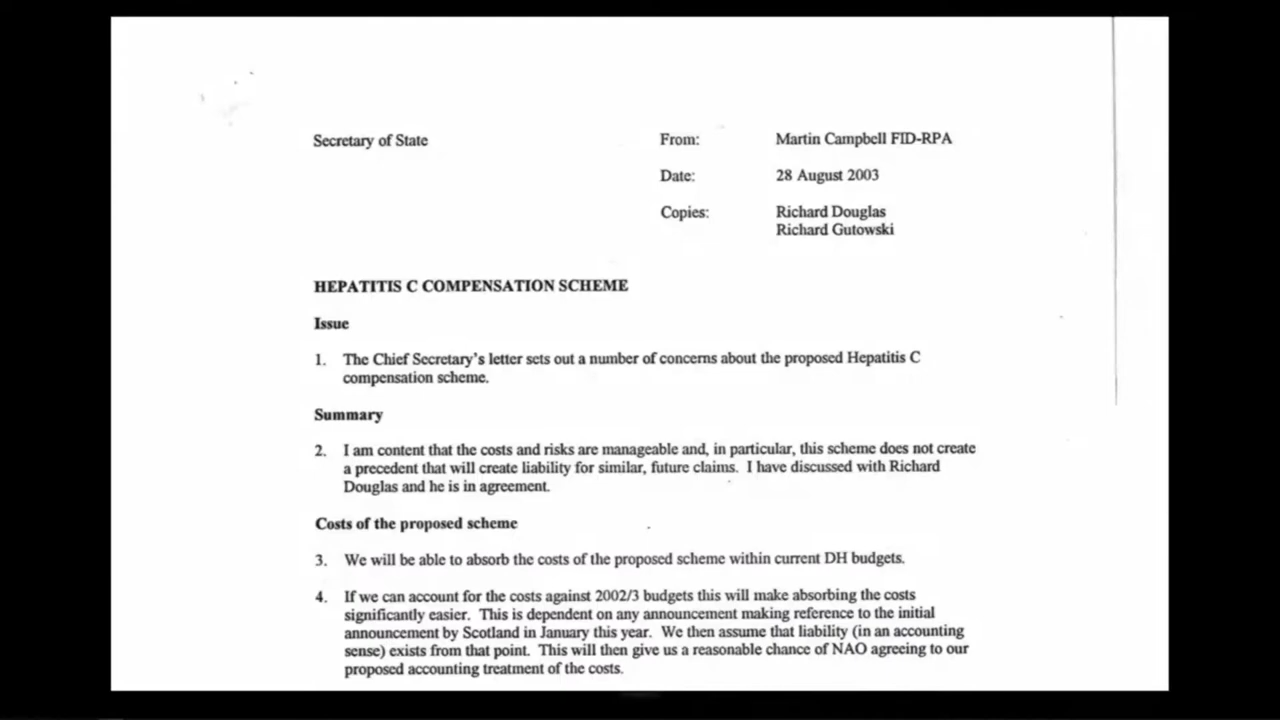 Secretary of State
From: Martin Campbell FID-RPA
Date: 28 August 2003
Copies: Richard Douglas
Richard Gutowski
HEPATITIS C COMPENSATION SCHEME
Issue
1. The Chief Secretary's letter sets out a number of concerns about the proposed Hepatitis C
compensation scheme.
Summary
2. I am content that the costs and risks are manageable and, in particular, this scheme does not create
a precedent that will create liability for similar, future claims. I have discussed with Richard
Douglas and he is in agreement.
Costs of the proposed scheme
3. We will be able to absorb the costs of the proposed scheme within current DH budgets.
4. If we can account for the costs against 2002/3 budgets this will make absorbing the costs
significantly easier. This is dependent on any announcement making reference to the initial
announcement by Scotland in January this year. We then assume that liability (in an accounting
sense) exists from that point. This will then give us a reasonable chance of NAO agreeing to our
proposed accounting treatment of the costs.